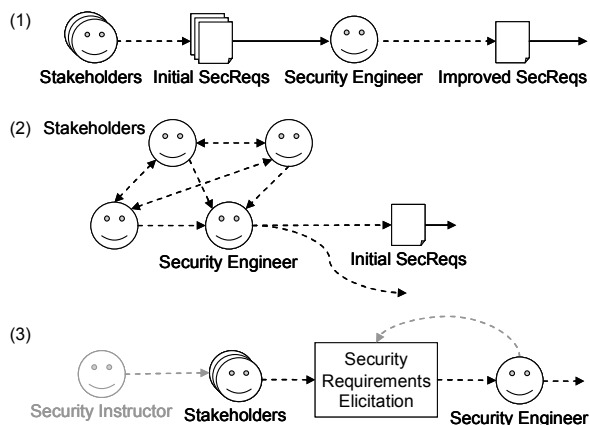 (1)
Stakeholders Initial SecReqs Security Engineer Improved SecReqs
(2) Stakeholders
Security Engineer
Initial SecReqs
(3)
Security
Requirements
Elicitation
Security Instructor Stakeholders Security Engineer